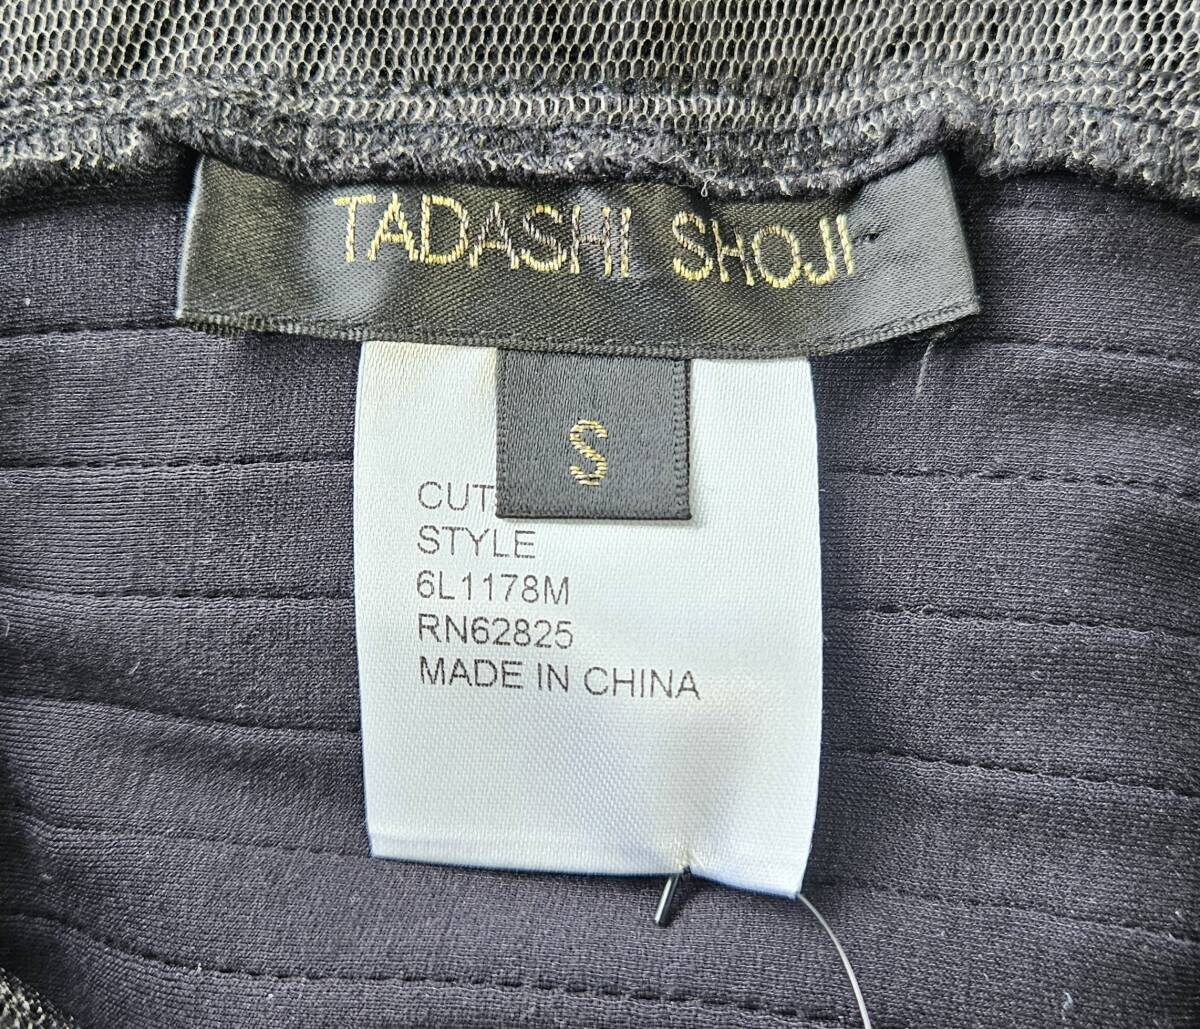 TADASHI SHOJI
S
CUT
STYLE
6L1178M
RN62825
MADE IN CHINA